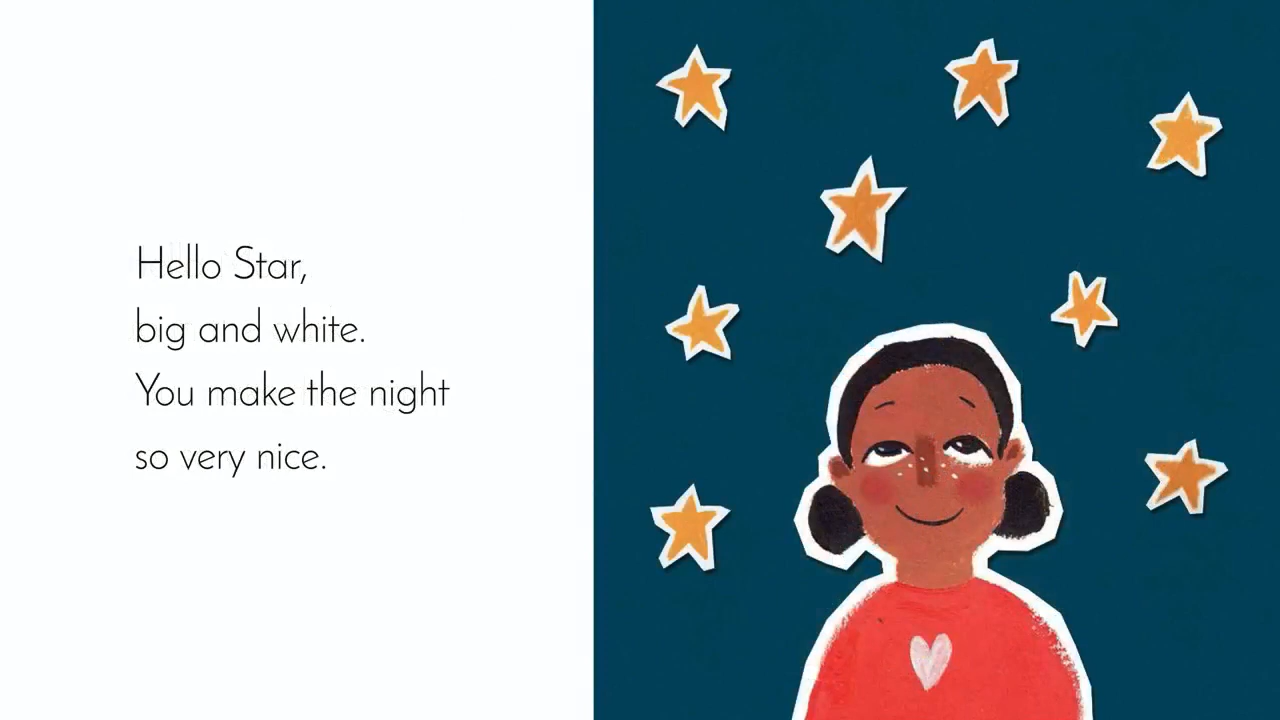 Hello Star,
big and white.
You make the night
so very nice.